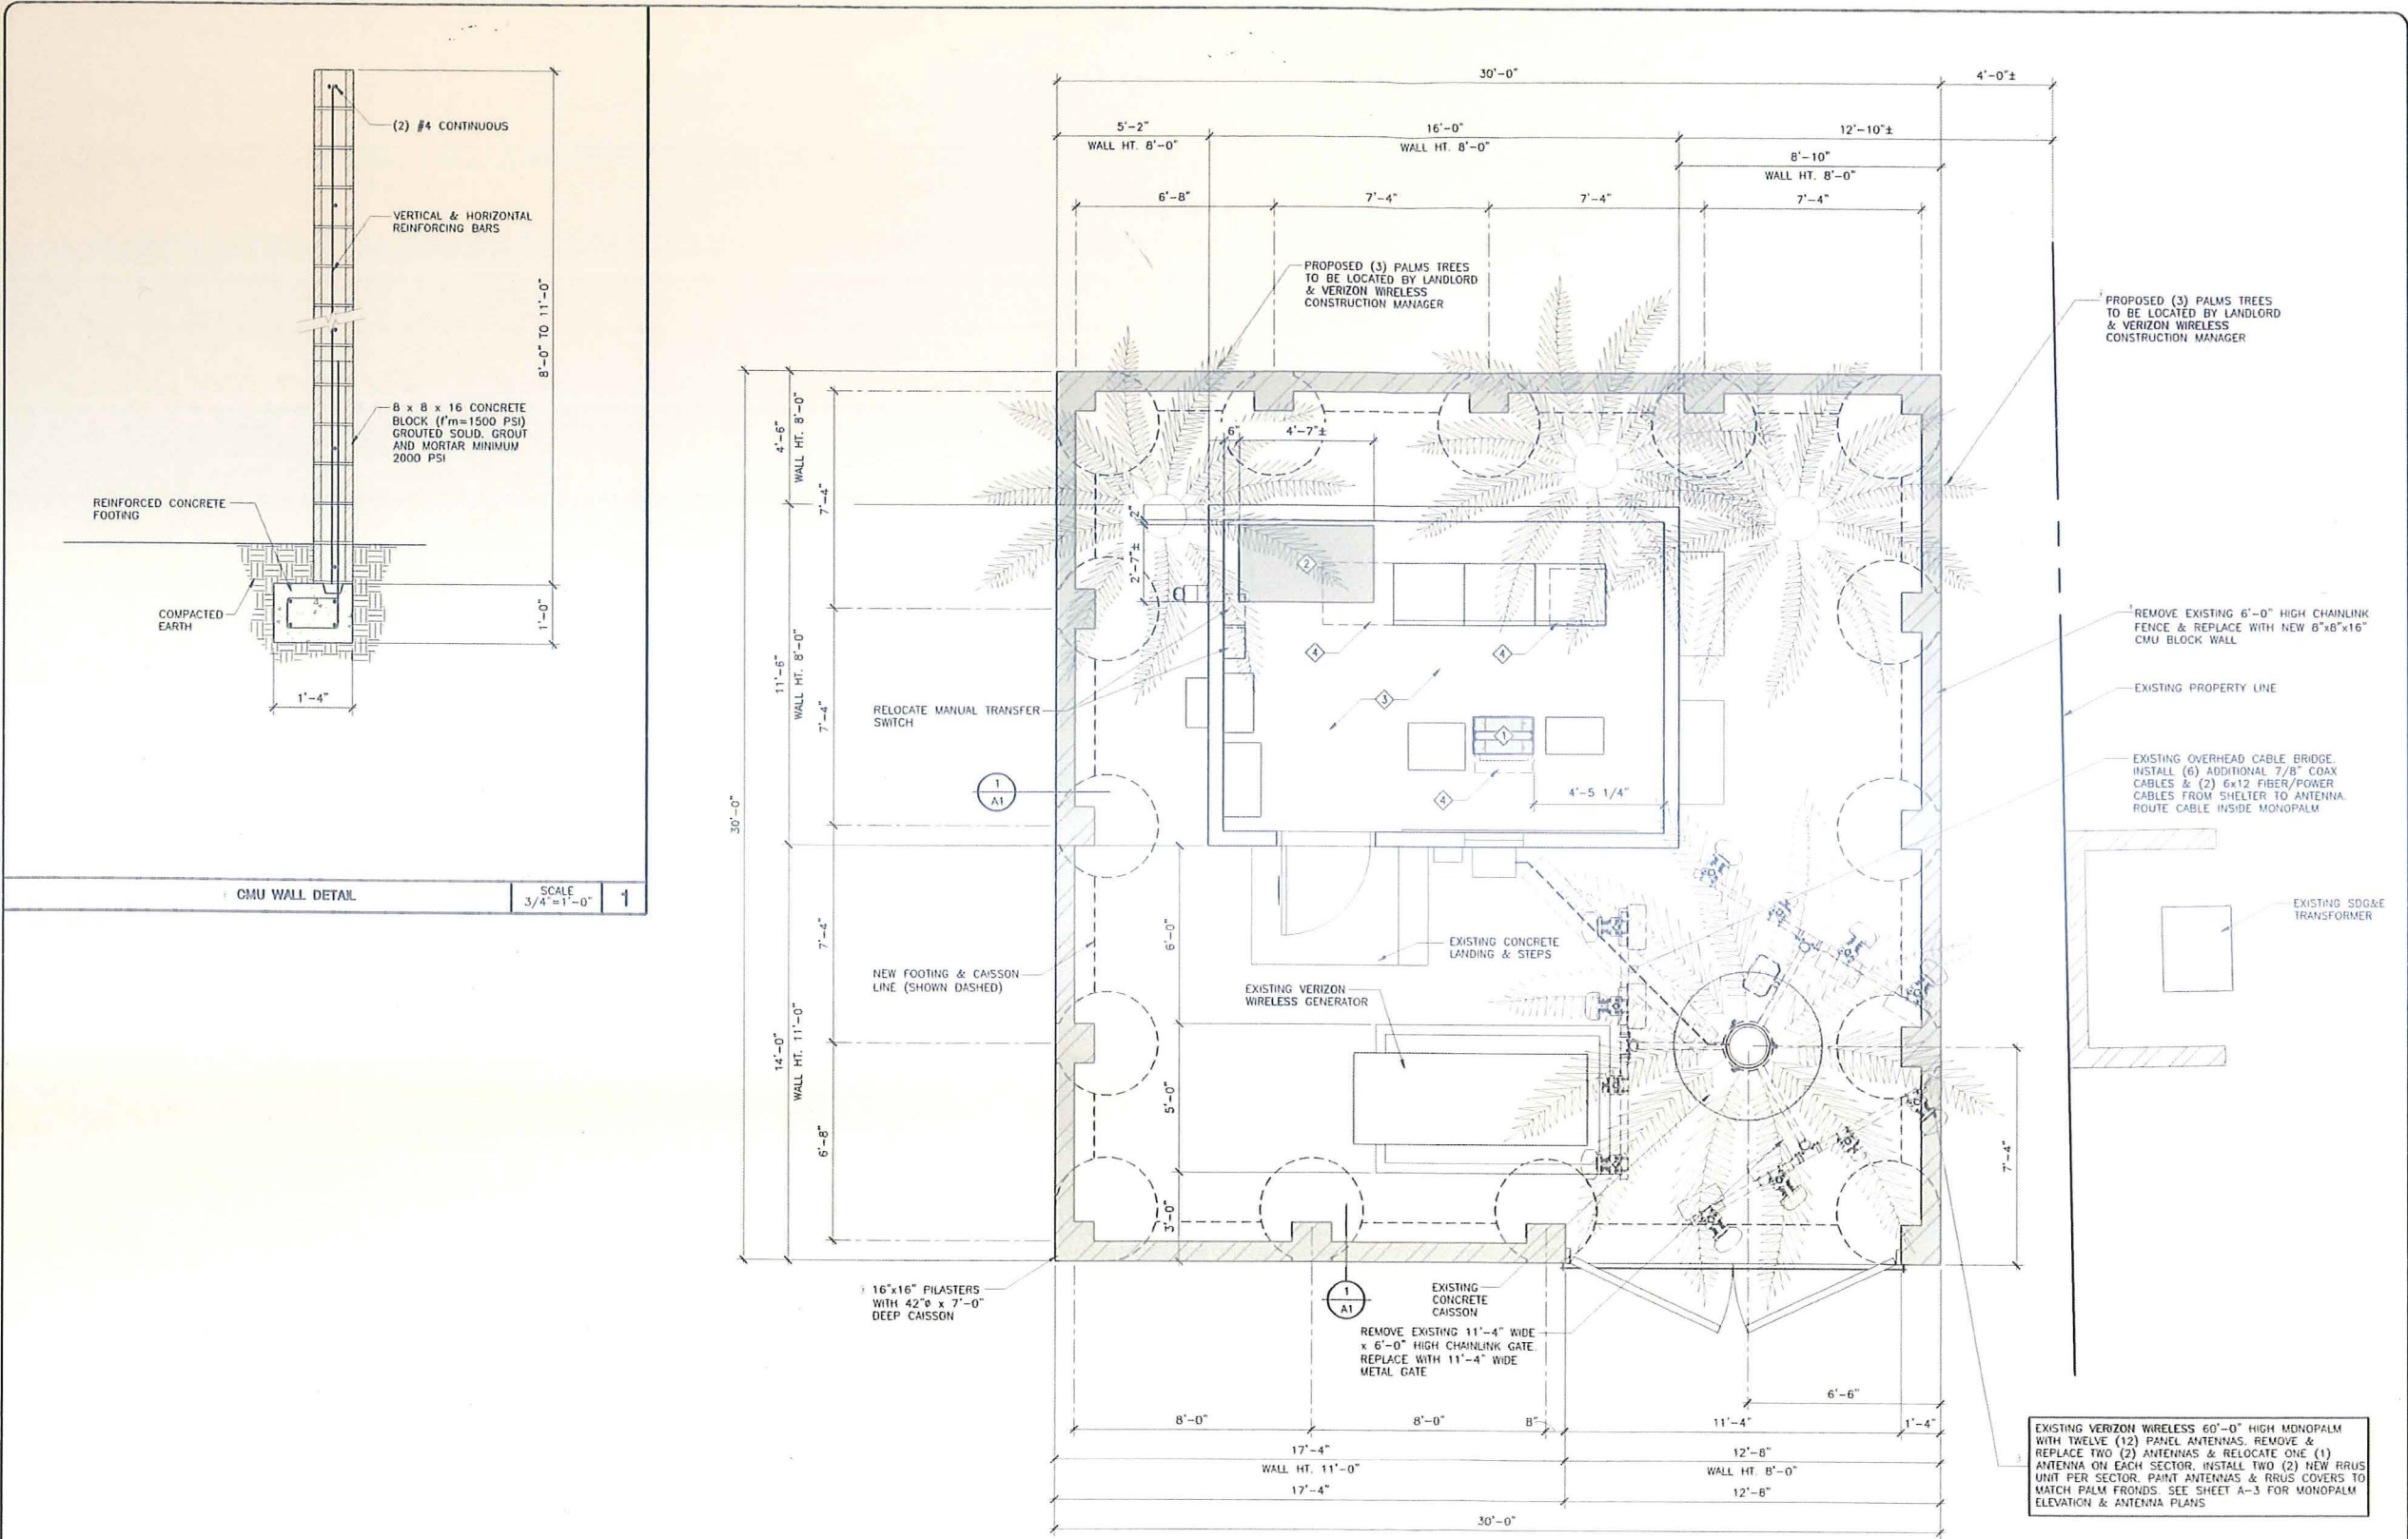 (2) #4 CONTINUOUS
VERTICAL & HORIZONTAL
REINFORCING BARS
8'-0" TO 11'-0"
8 x 8 x 16 CONCRETE
BLOCK (f'm=1500 PSI)
GROUTED SOLID. GROUT
AND MORTAR MINIMUM
2000 PSI
REINFORCED CONCRETE
FOOTING
COMPACTED
EARTH
1'-0"
1'-4"
CMU WALL DETAIL
SCALE
3/4"=1'-0"
1
30'-0"
4'-0"±
5'-2"
WALL HT. 8'-0"
16'-0"
WALL HT. 8'-0"
12'-10"±
8'-10"
WALL HT. 8'-0"
6'-8"
7'-4"
7'-4"
7'-4"
PROPOSED (3) PALMS TREES
TO BE LOCATED BY LANDLORD
& VERIZON WIRELESS
CONSTRUCTION MANAGER
PROPOSED (3) PALMS TREES
TO BE LOCATED BY LANDLORD
& VERIZON WIRELESS
CONSTRUCTION MANAGER
4'-6"
WALL HT. 8'-0"
7'-4"
6"
4'-7"±
2"
2'-7"±
2
4
4
3
1
4
4'-5 1/4"
11'-6"
WALL HT. 8'-0"
7'-4"
RELOCATE MANUAL TRANSFER
SWITCH
1
A1
30'-0"
REMOVE EXISTING 6'-0" HIGH CHAINLINK
FENCE & REPLACE WITH NEW 8"x8"x16"
CMU BLOCK WALL
EXISTING PROPERTY LINE
EXISTING OVERHEAD CABLE BRIDGE.
INSTALL (6) ADDITIONAL 7/8" COAX
CABLES & (2) 6x12 FIBER/POWER
CABLES FROM SHELTER TO ANTENNA.
ROUTE CABLE INSIDE MONOPALM
EXISTING SDG&E
TRANSFORMER
7'-4"
14'-0"
WALL HT. 11'-0"
6'-8"
NEW FOOTING & CAISSON
LINE (SHOWN DASHED)
6'-0"
EXISTING CONCRETE
LANDING & STEPS
EXISTING VERIZON
WIRELESS GENERATOR
5'-0"
3'-0"
7'-4"
16"x16" PILASTERS
WITH 42"ø x 7'-0"
DEEP CAISSON
1
A1
EXISTING
CONCRETE
CAISSON
REMOVE EXISTING 11'-4" WIDE
x 6'-0" HIGH CHAINLINK GATE.
REPLACE WITH 11'-4" WIDE
METAL GATE
6'-6"
8'-0"
8'-0"
8"
11'-4"
1'-4"
17'-4"
WALL HT. 11'-0"
12'-8"
WALL HT. 8'-0"
17'-4"
12'-8"
30'-0"
EXISTING VERIZON WIRELESS 60'-0" HIGH MONOPALM
WITH TWELVE (12) PANEL ANTENNAS. REMOVE &
REPLACE TWO (2) ANTENNAS & RELOCATE ONE (1)
ANTENNA ON EACH SECTOR. INSTALL TWO (2) NEW RRUS
UNIT PER SECTOR. PAINT ANTENNAS & RRUS COVERS TO
MATCH PALM FRONDS. SEE SHEET A-3 FOR MONOPALM
ELEVATION & ANTENNA PLANS